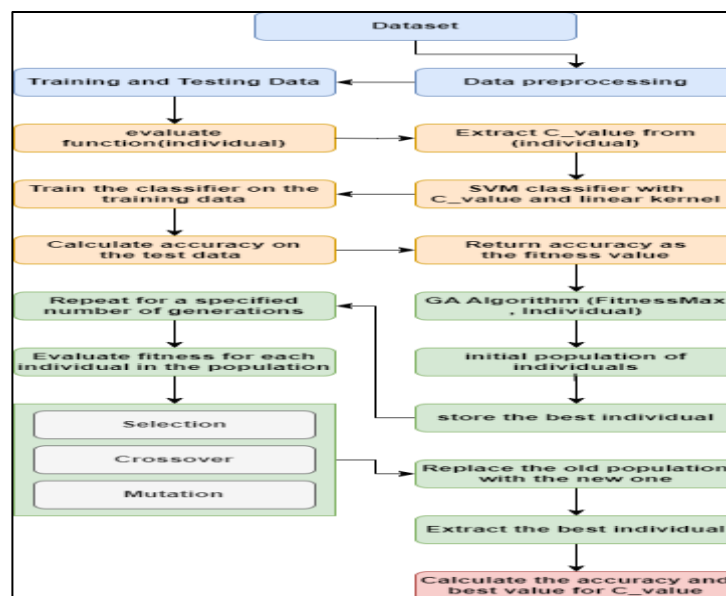 Dataset
Training and Testing Data
Data preprocessing
evaluate
function(individual)
Extract C_value from
(individual)
Train the classifier on the
training data
SVM classifier with
C_value and linear kernel
Calculate accuracy on
the test data
Return accuracy as
the fitness value
Repeat for a specified
number of generations
GA Algorithm (FitnessMax
, Individual)
Evaluate fitness for each
individual in the population
initial population of
individuals
Selection
Crossover
Mutation
store the best individual
Replace the old population
with the new one
Extract the best individual
Calculate the accuracy and
best value for C_value